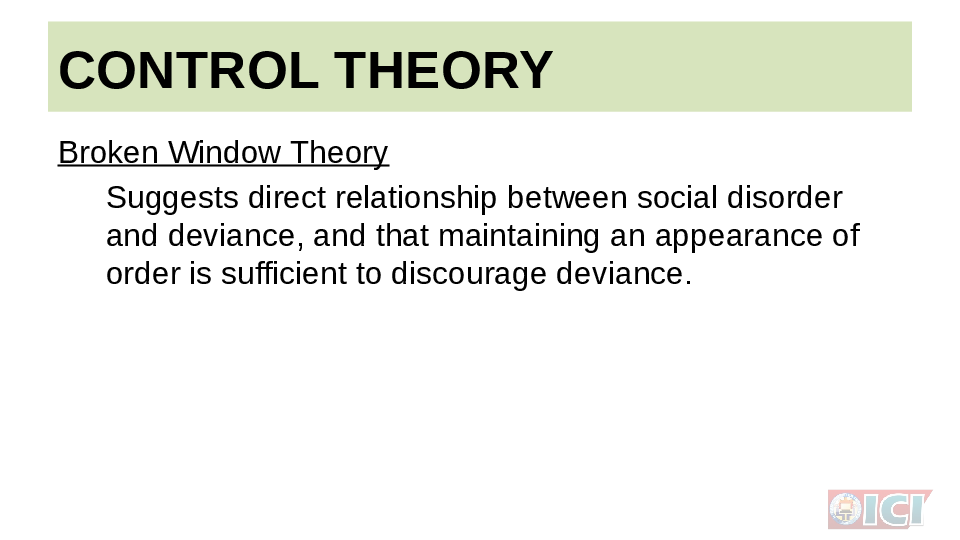 CONTROL THEORY
Broken Window Theory
Suggests direct relationship between social disorder
and deviance, and that maintaining an appearance of
order is sufficient to discourage deviance.
ICI